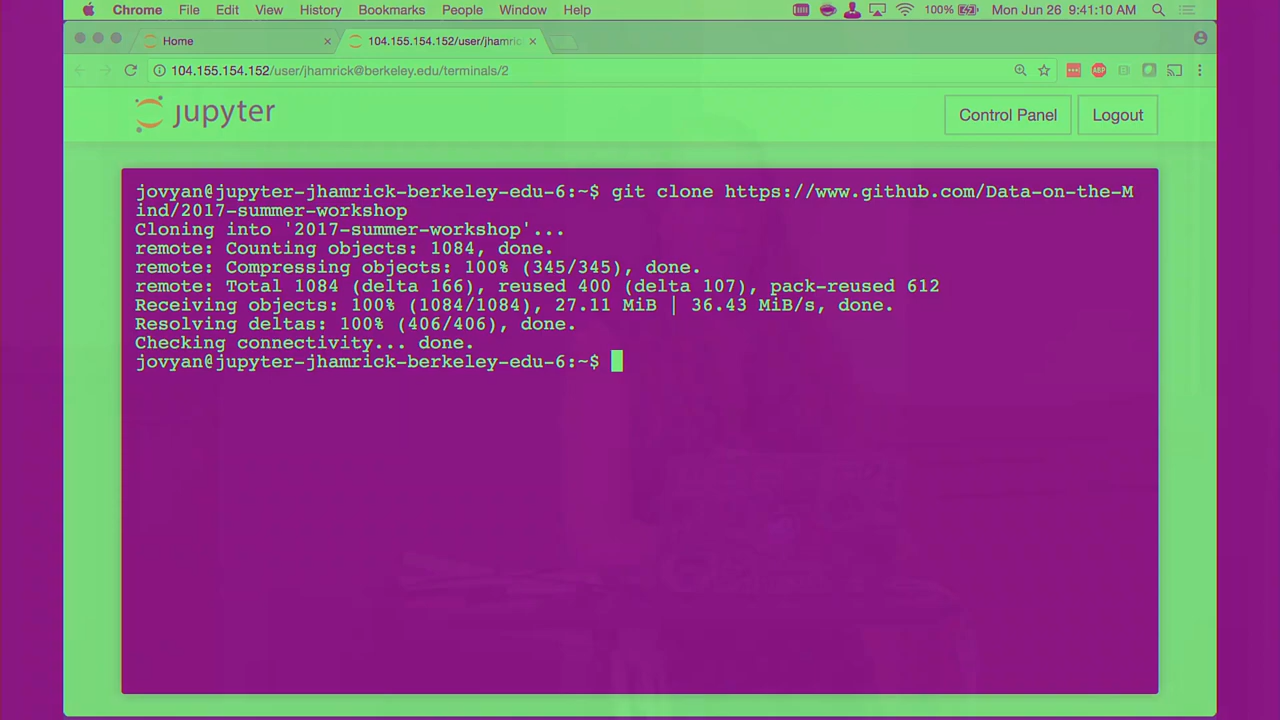 Chrome File Edit View History Bookmarks People Window Help 100% Mon Jun 26 9:41:10 AM
Home × 104.155.154.152/user/jhamric ×
104.155.154.152/user/jhamrick@berkeley.edu/terminals/2 ABP
jupyter Control Panel Logout
jovyan@jupyter-jhamrick-berkeley-edu-6:~$ git clone https://www.github.com/Data-on-the-M
ind/2017-summer-workshop
Cloning into '2017-summer-workshop'...
remote: Counting objects: 1084, done.
remote: Compressing objects: 100% (345/345), done.
remote: Total 1084 (delta 166), reused 400 (delta 107), pack-reused 612
Receiving objects: 100% (1084/1084), 27.11 MiB | 36.43 MiB/s, done.
Resolving deltas: 100% (406/406), done.
Checking connectivity... done.
jovyan@jupyter-jhamrick-berkeley-edu-6:~$